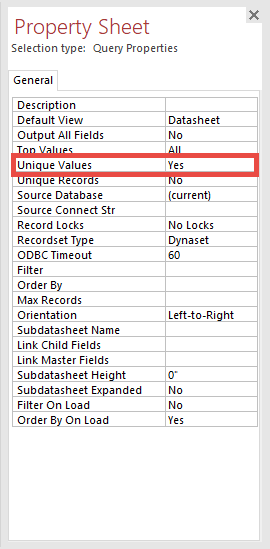 Property Sheet
Selection type: Query Properties
General
Description
Default View Datasheet
Output All Fields No
Top Values All
Unique Values Yes
Unique Records No
Source Database (current)
Source Connect Str
Record Locks No Locks
Recordset Type Dynaset
ODBC Timeout 60
Filter
Order By
Max Records
Orientation Left-to-Right
Subdatasheet Name
Link Child Fields
Link Master Fields
Subdatasheet Height 0"
Subdatasheet Expanded No
Filter On Load No
Order By On Load Yes